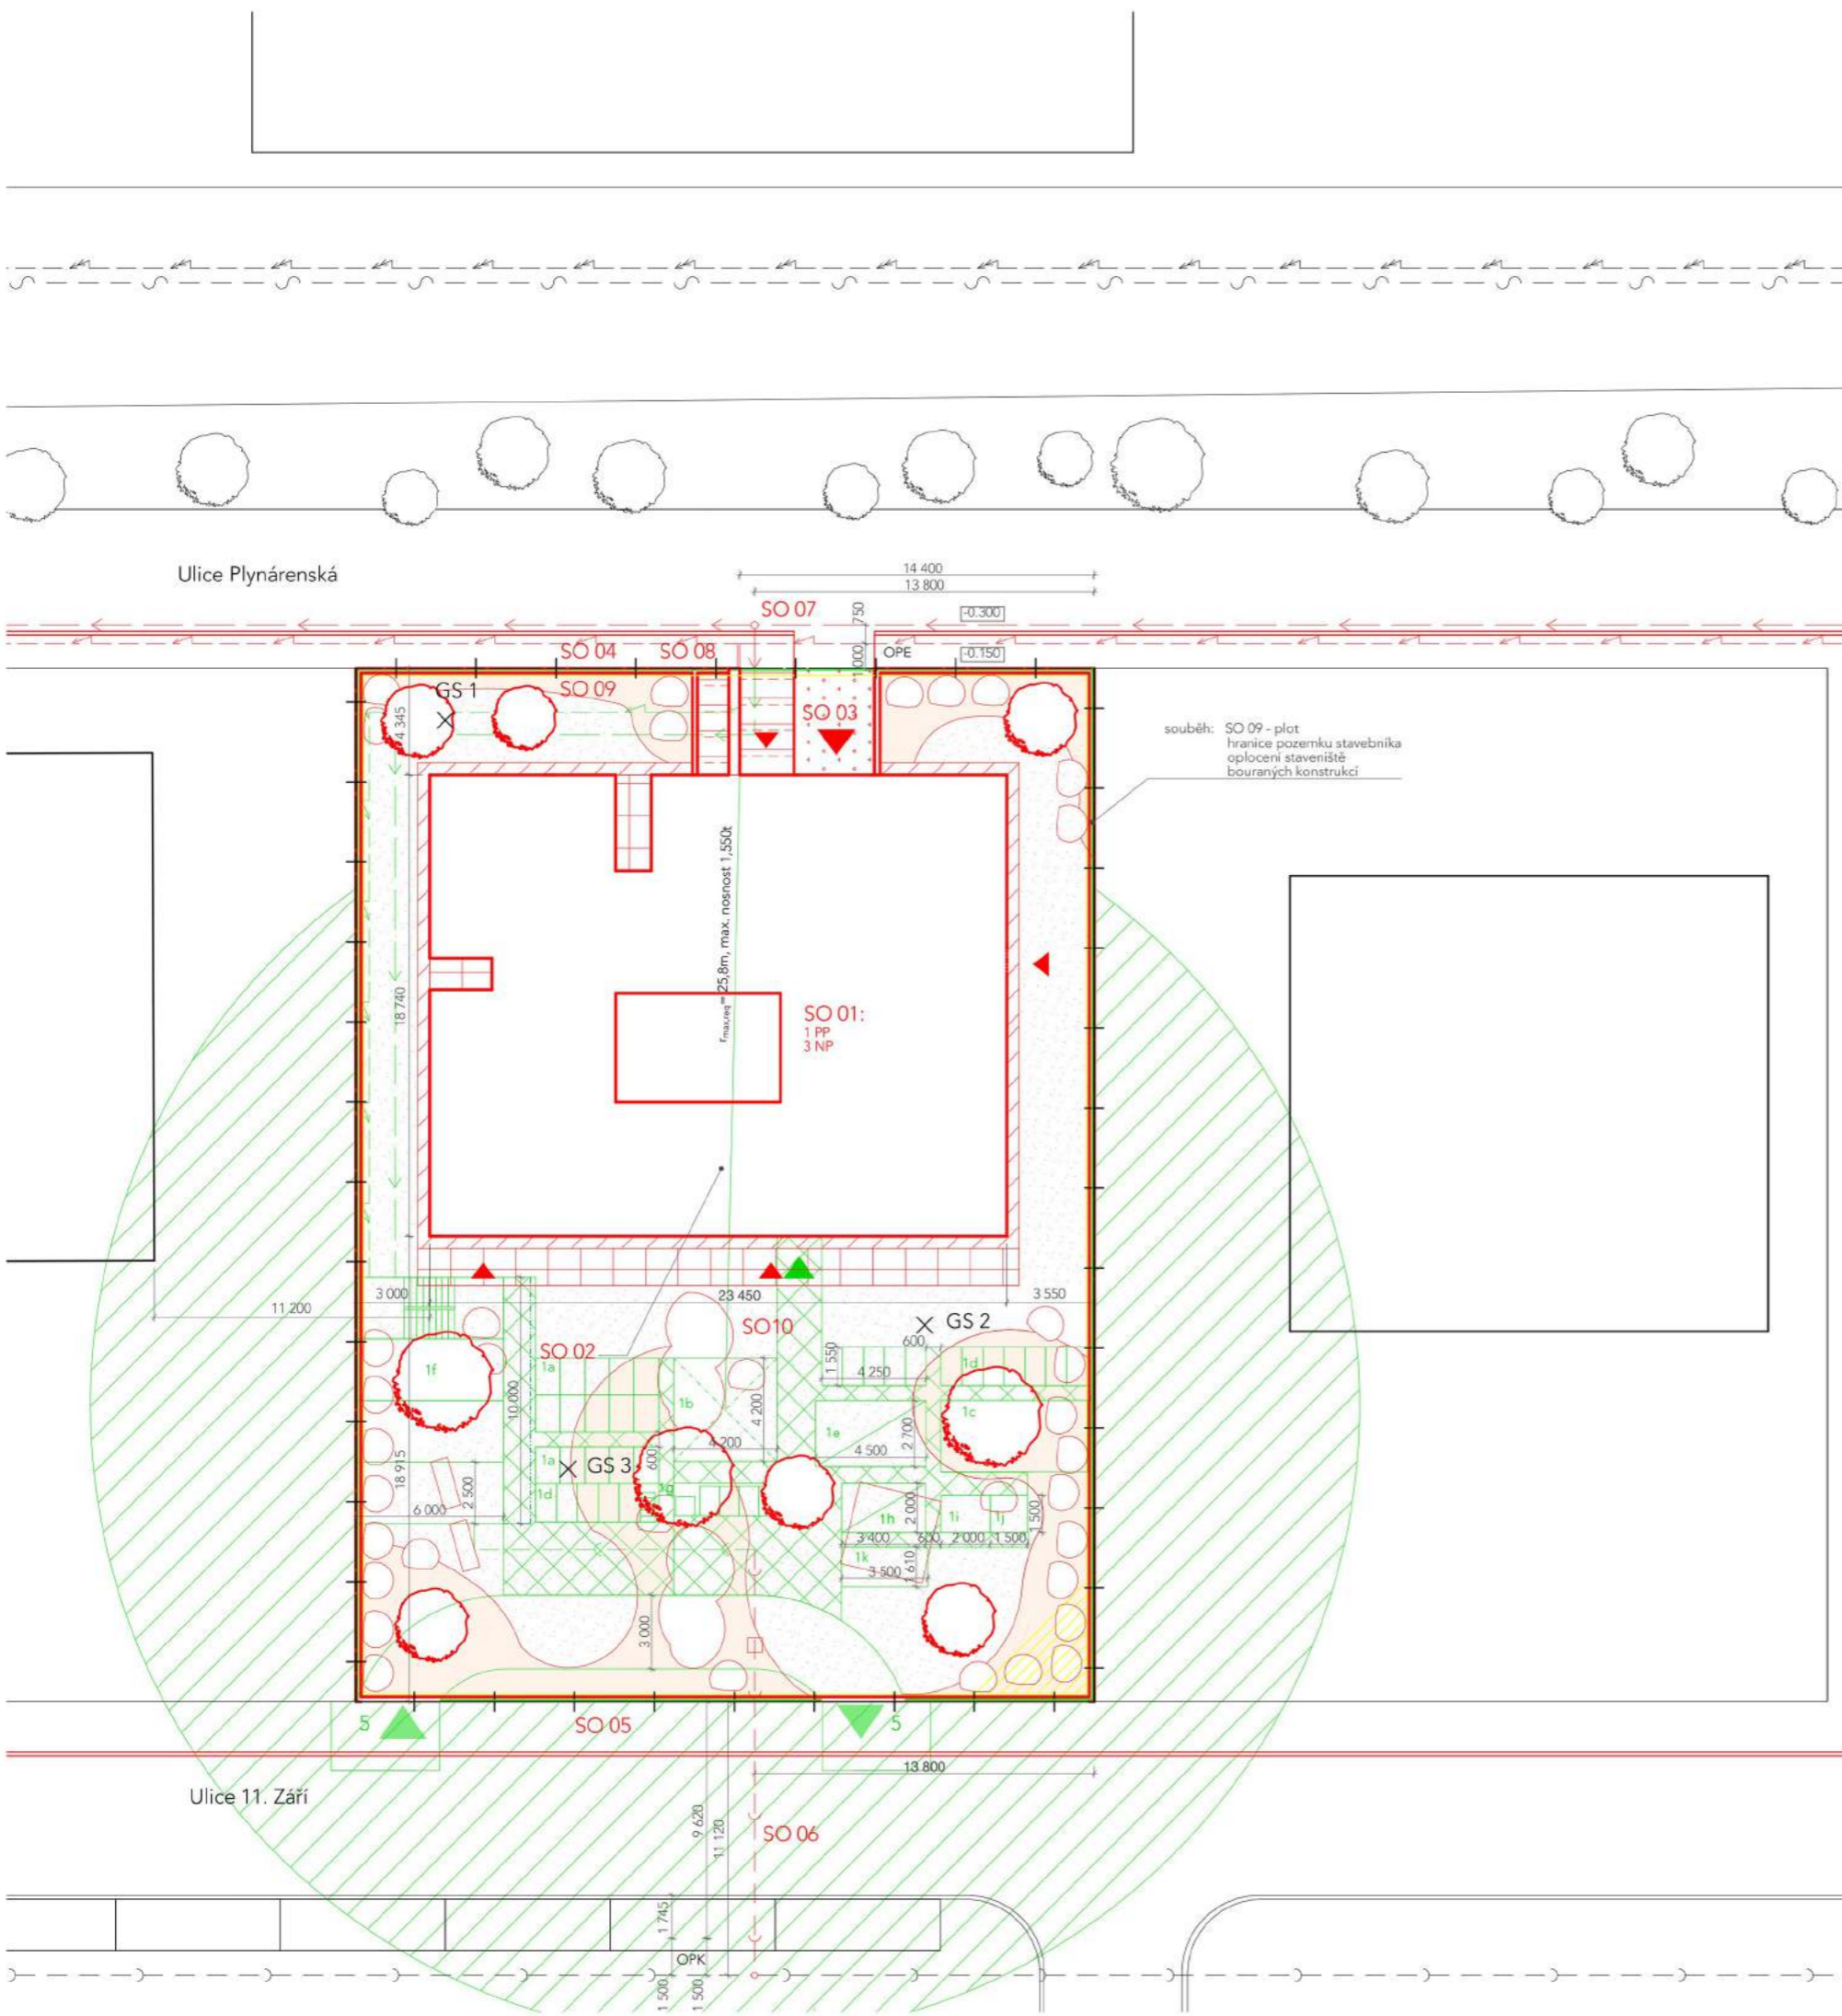 Ulice Plynárenská
14 400
13 800
SO 07
750
-0.300
SO 04
SO 08
1 000
OPE
-0.150
GS 1
SO 09
4 345
SO 03
souběh: SO 09 - plot
hranice pozemku stavebníka
oplocení staveniště
bouraných konstrukcí
rmax,req = 25,8m, max. nosnost 1,550t
18 740
SO 01:
1 PP
3 NP
3 000
23 450
3 550
11 200
SO10
GS 2
SO 02
600
1 550
1f
1a
1d
4 250
1b
10 000
4 200
1c
1e
2 700
4 200
4 500
1a
GS 3
600
18 915
1d
1g
2 500
6 000
2 000
1h
1i
1j
1 500
3 400
600
2 000
1 500
1k
3 500
1 610
3 000
5
SO 05
5
13 800
Ulice 11. Září
9 620
11 120
SO 06
1 745
OPK
1 500
1 500